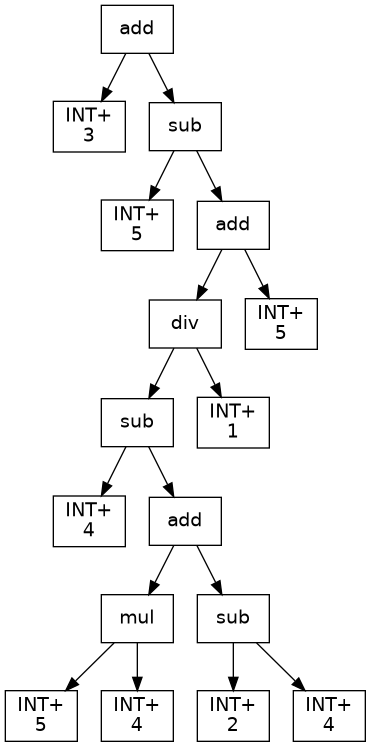 add
INT+
3
sub
INT+
5
add
div
INT+
5
sub
INT+
1
INT+
4
add
mul
sub
INT+
5
INT+
4
INT+
2
INT+
4